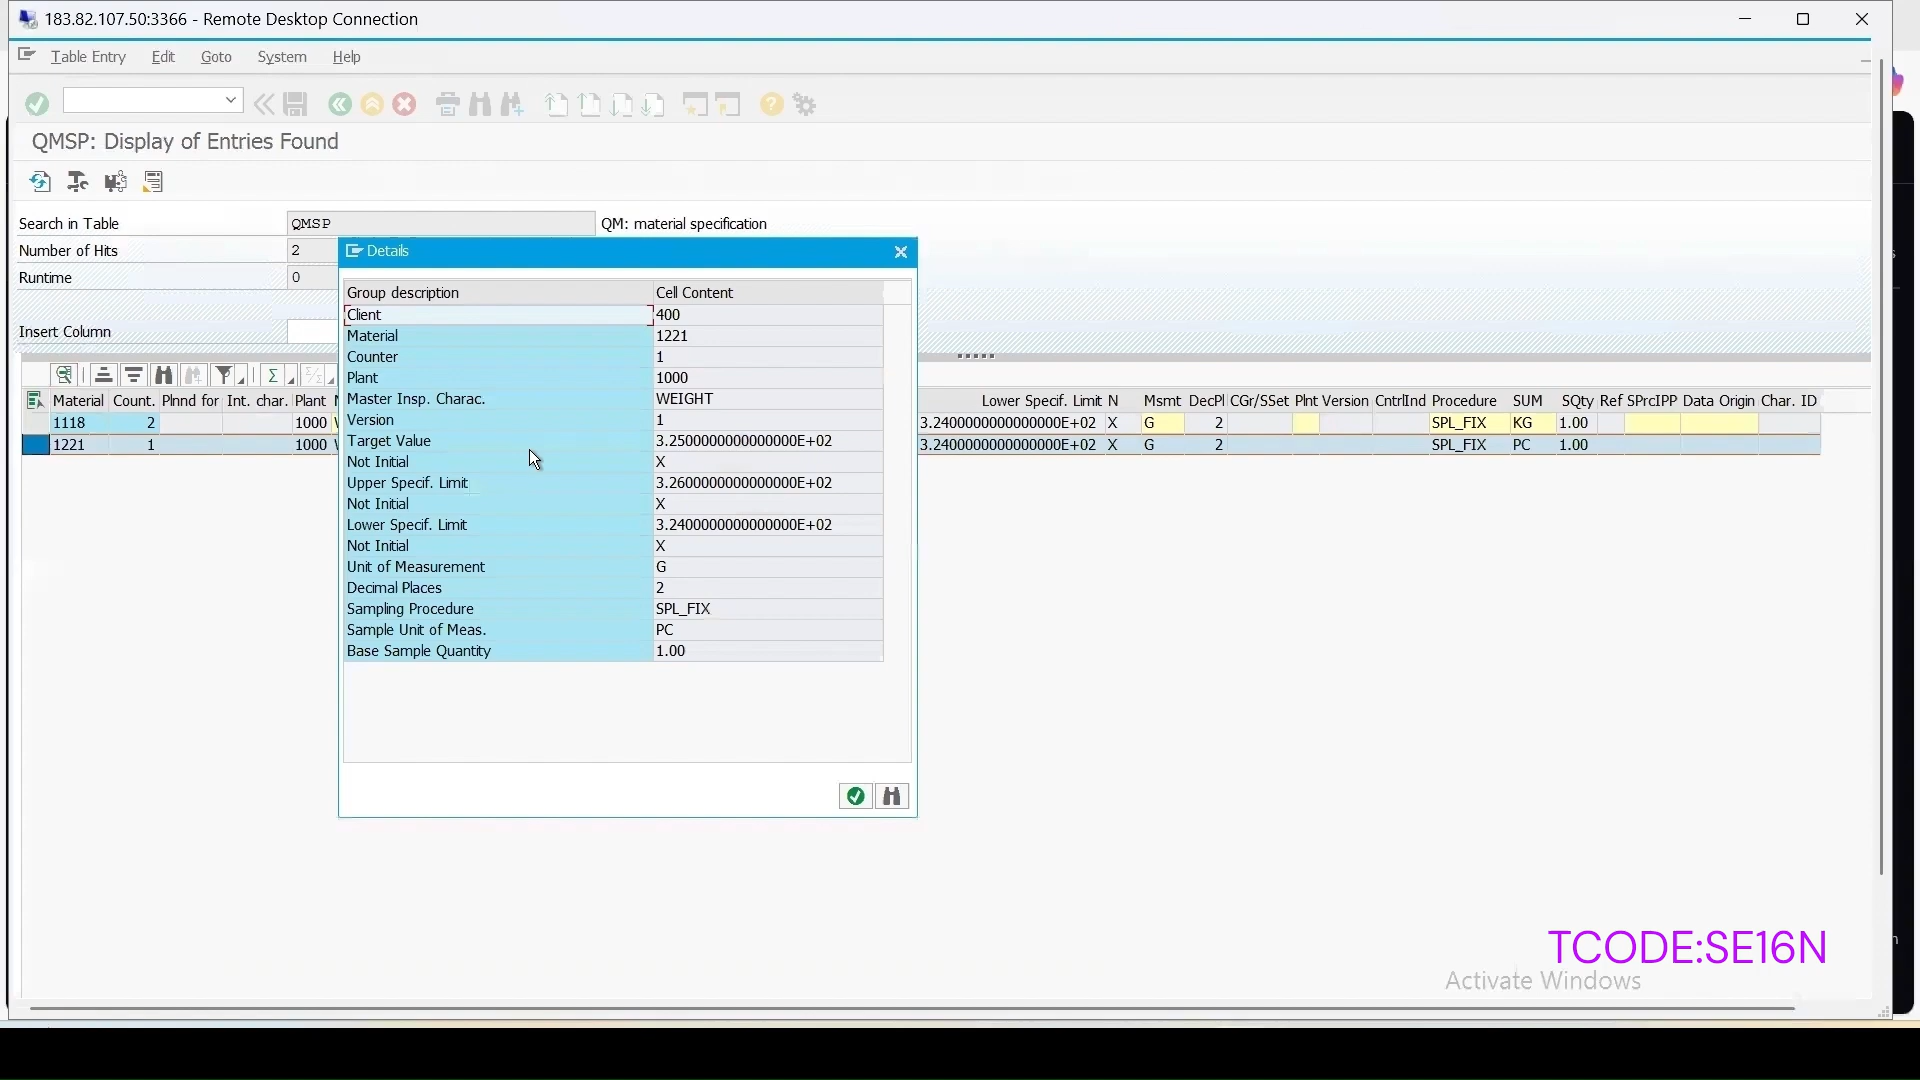 183.82.107.50:3366 - Remote Desktop Connection
Table Entry Edit Goto System Help
QMSP: Display of Entries Found
Search in Table QMSP QM: material specification
Number of Hits 2
Runtime 0
Insert Column
Details
Group description Cell Content
Client 400
Material 1221
Counter 1
Plant 1000
Master Insp. Charac. WEIGHT
Version 1
Target Value 3.2500000000000000E+02
Not Initial X
Upper Specif. Limit 3.2600000000000000E+02
Not Initial X
Lower Specif. Limit 3.2400000000000000E+02
Not Initial X
Unit of Measurement G
Decimal Places 2
Sampling Procedure SPL_FIX
Sample Unit of Meas. PC
Base Sample Quantity 1.00
Material Count. Plnnd for Int. char. Plant Lower Specif. Limit N Msmt DecPl CGr/SSet Plnt Version CntrlInd Procedure SUM SQty Ref SPrcIPP Data Origin Char. ID
1118 2 1000 3.2400000000000000E+02 X G 2 SPL_FIX KG 1.00
1221 1 1000 3.2400000000000000E+02 X G 2 SPL_FIX PC 1.00
TCODE:SE16N
Activate Windows